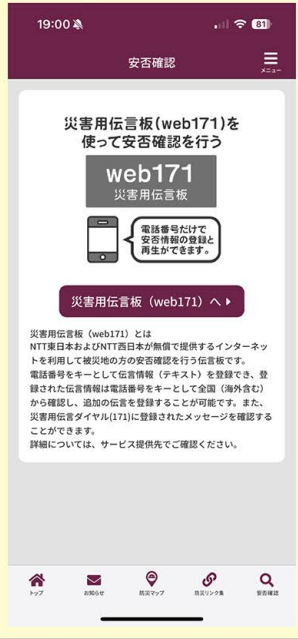 19:00
81
安否確認
メニュー
災害用伝言板(web171)を
使って安否確認を行う
web171
災害用伝言板
電話番号だけで
安否情報の登録と
再生ができます。
災害用伝言板（web171）へ
災害用伝言板（web171）とは
NTT東日本およびNTT西日本が無償で提供するインターネッ
トを利用して被災地の方の安否確認を行う伝言板です。
電話番号をキーとして伝言情報（テキスト）を登録でき、登
録された伝言情報は電話番号をキーとして全国（海外含む）
から確認し、追加の伝言を登録することが可能です。また、
災害用伝言ダイヤル(171)に登録されたメッセージを確認する
ことができます。
詳細については、サービス提供先でご確認ください。
トップ
お知らせ
防災マップ
防災リンク集
安否確認